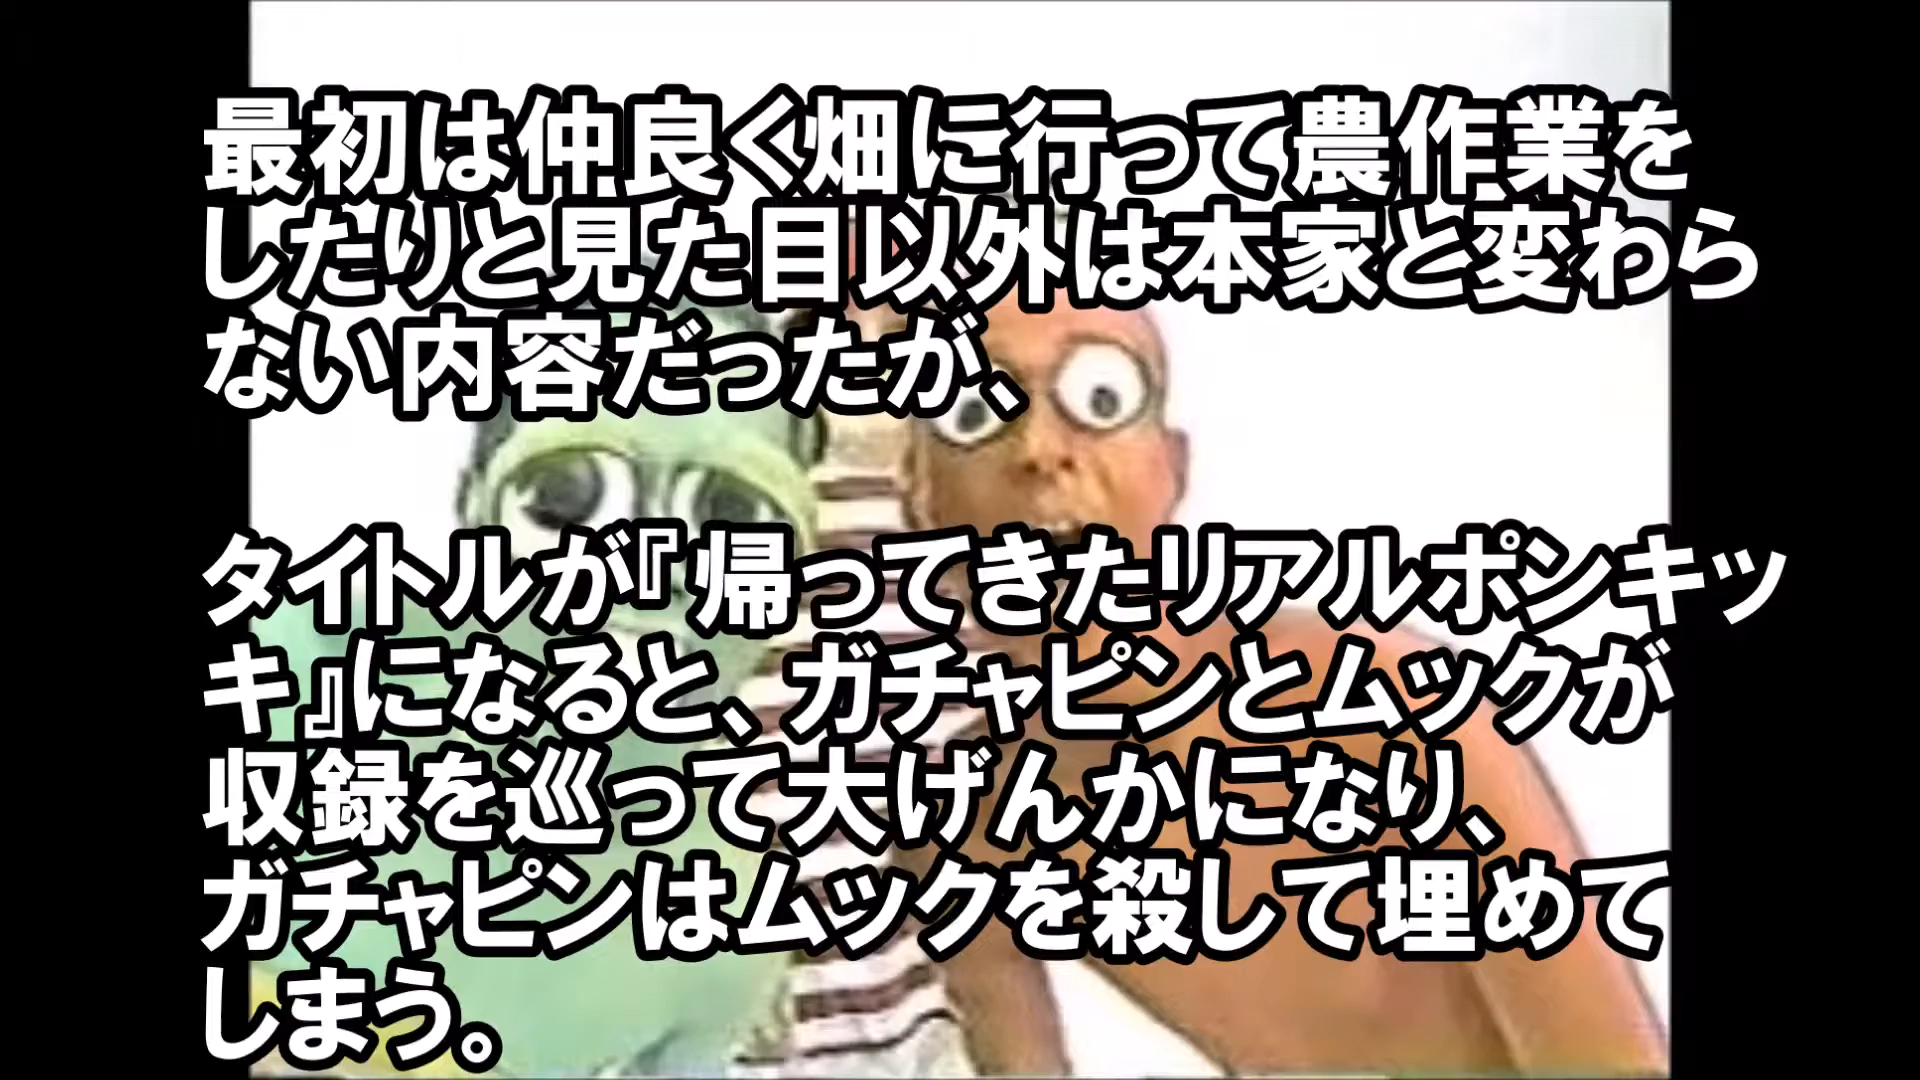 最初は仲良く畑に行って農作業を
したりと見た目以外は本家と変わら
ない内容だったが、
タイトルが『帰ってきたリアルポンキッ
キ』になると、ガチャピンとムックが
収録を巡って大げんかになり、
ガチャピンはムックを殺して埋めて
しまう。